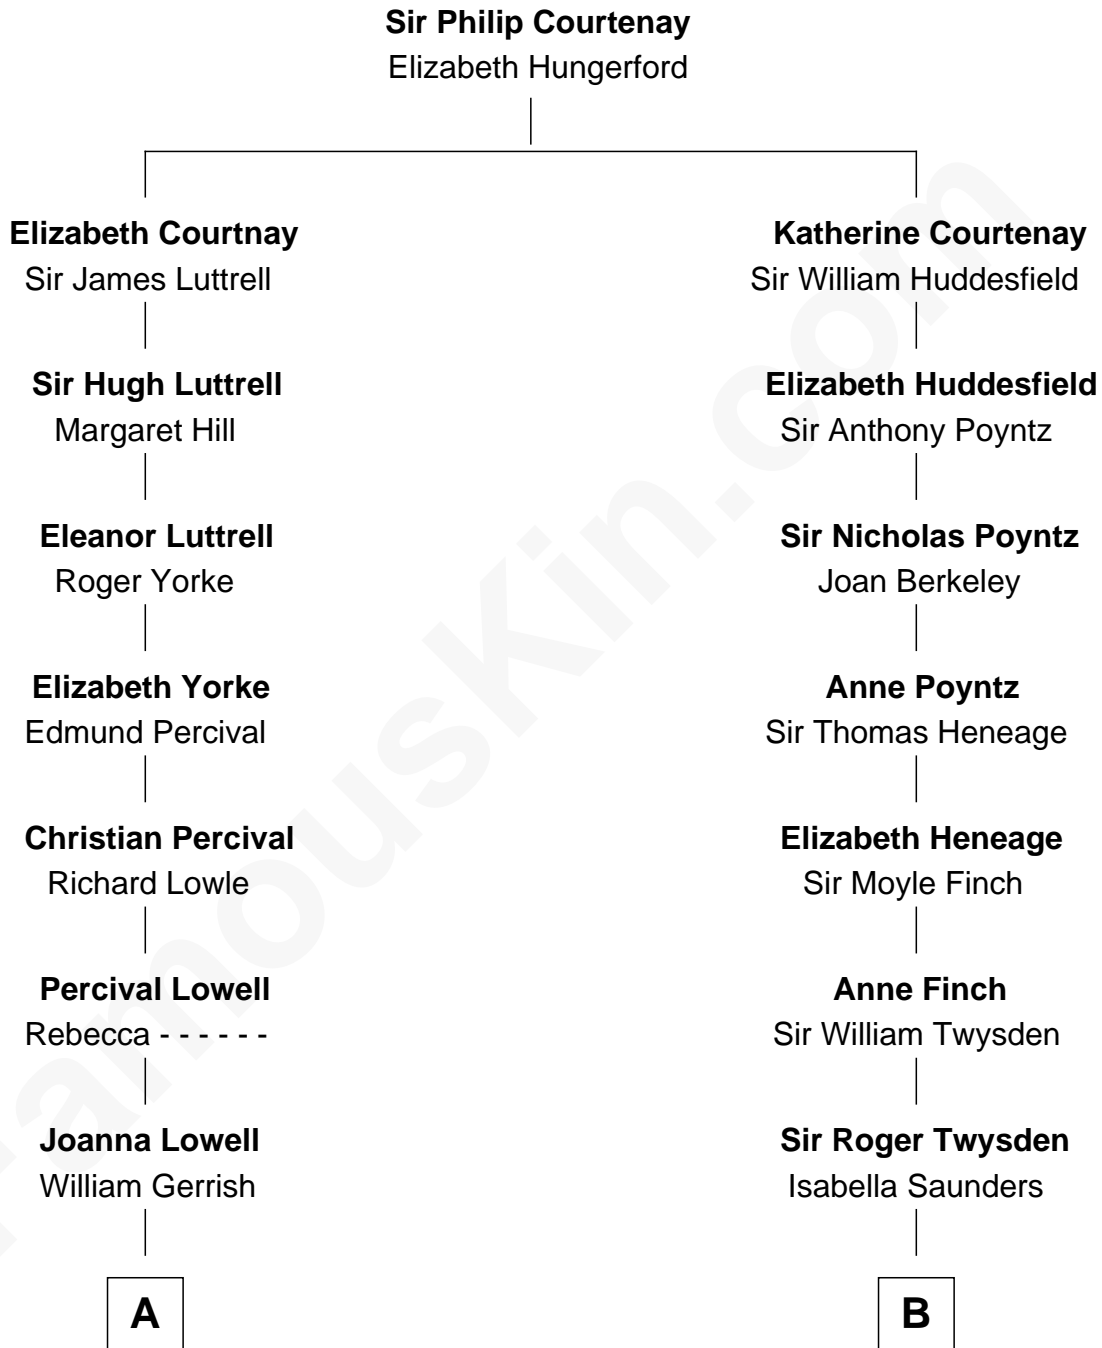 Sir Philip Courtenay
Elizabeth Hungerford
Elizabeth Courtnay
Sir James Luttrell
Sir Hugh Luttrell
Margaret Hill
Eleanor Luttrell
Roger Yorke
Elizabeth Yorke
Edmund Percival
Christian Percival
Richard Lowle
Percival Lowell
Rebecca - - - - - -
Joanna Lowell
William Gerrish
A
Katherine Courtenay
Sir William Huddesfield
Elizabeth Huddesfield
Sir Anthony Poyntz
Sir Nicholas Poyntz
Joan Berkeley
Anne Poyntz
Sir Thomas Heneage
Elizabeth Heneage
Sir Moyle Finch
Anne Finch
Sir William Twysden
Sir Roger Twysden
Isabella Saunders
B
FamousKin.com